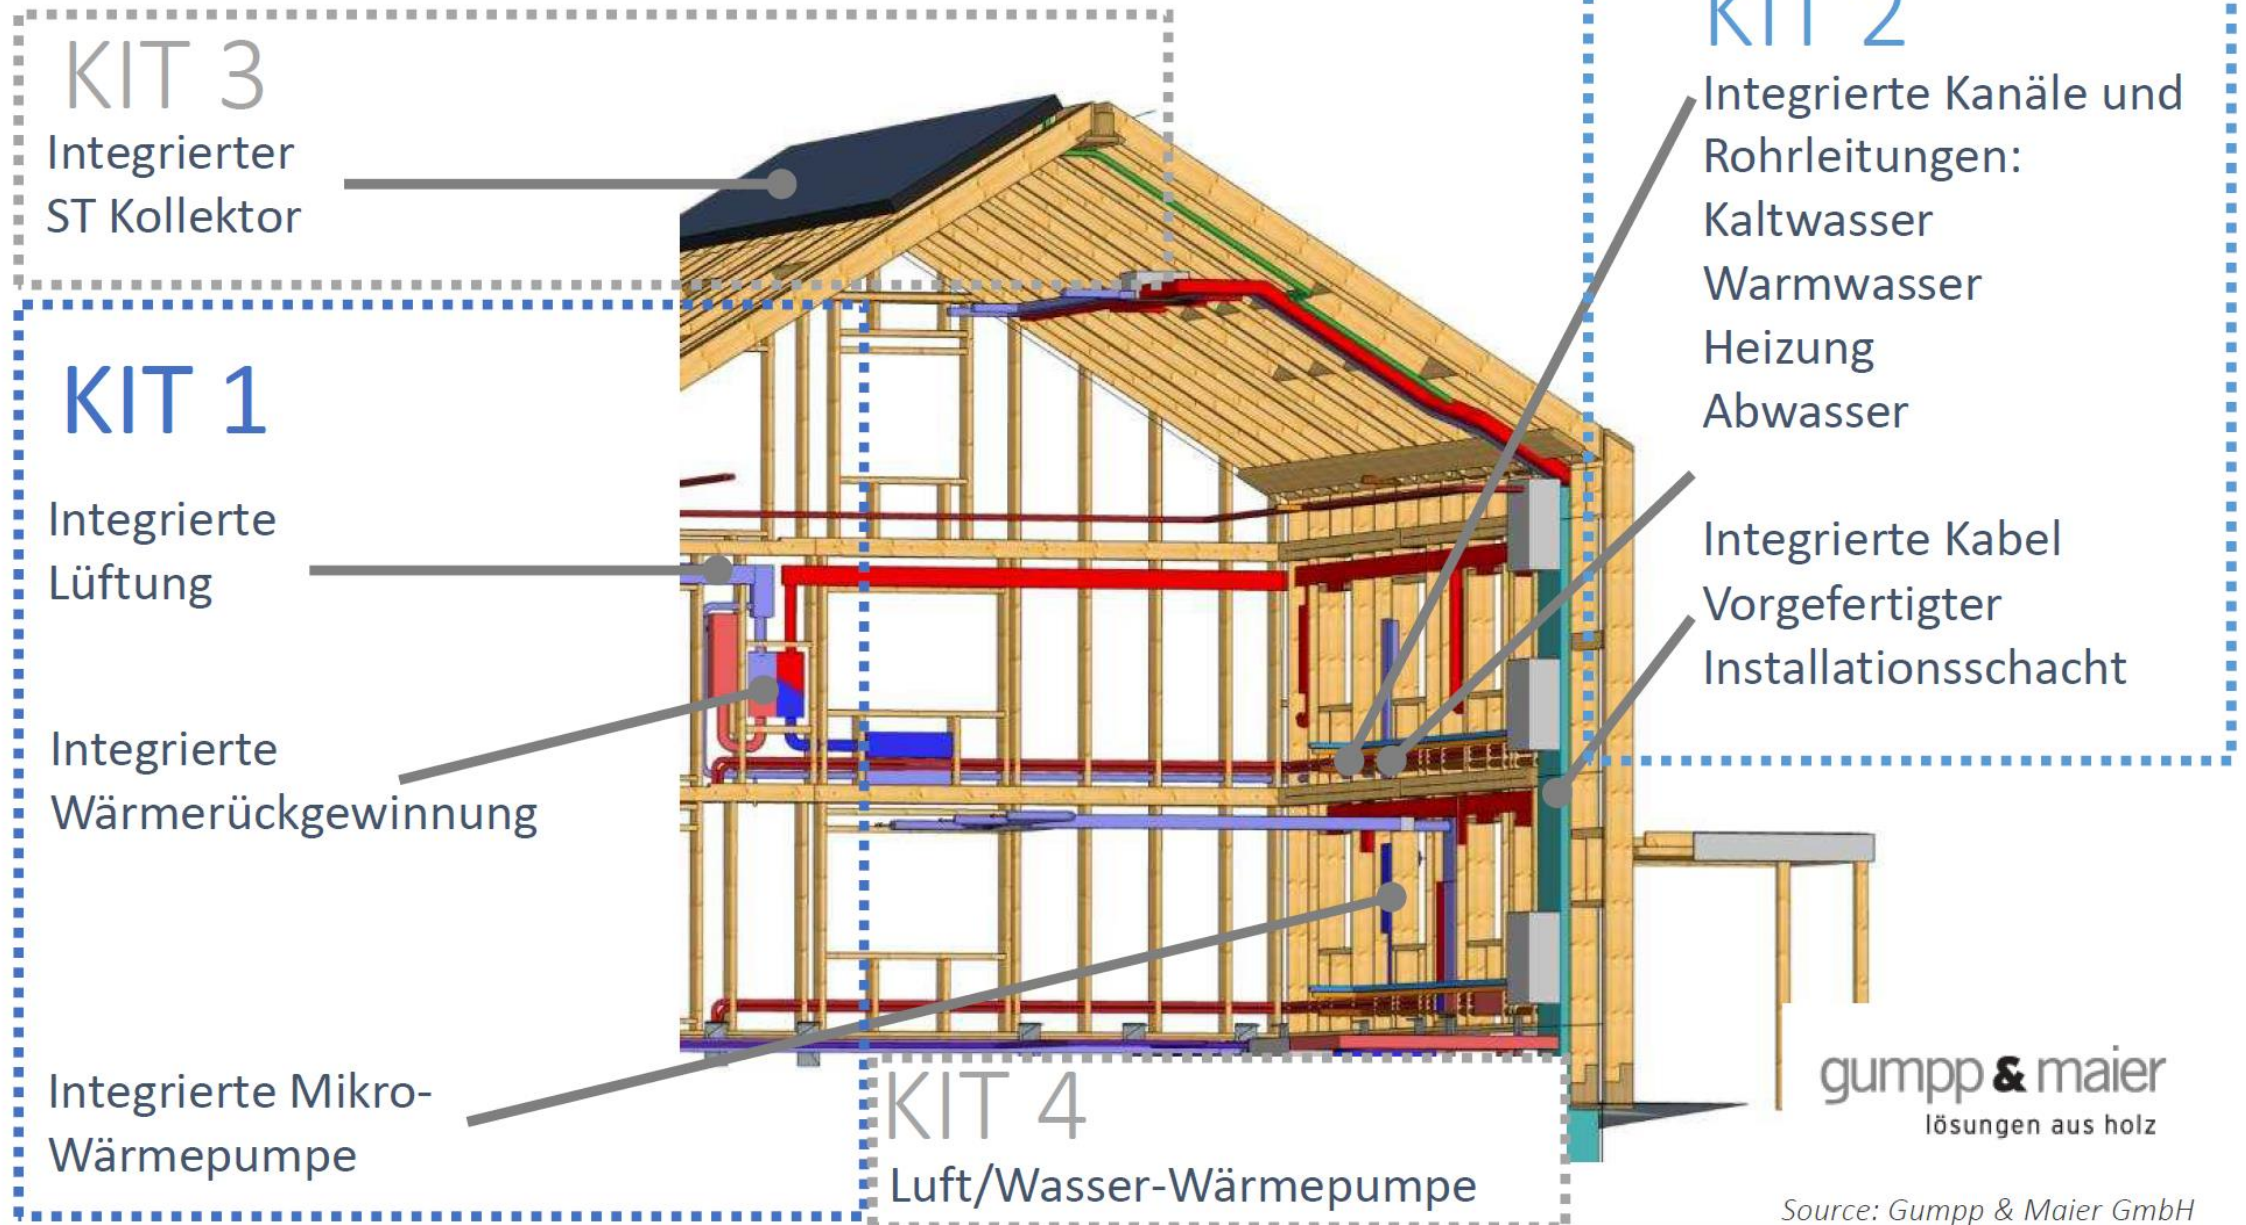 KIT 3
Integrierter
ST Kollektor
KIT 1
Integrierte
Lüftung
Integrierte
Wärmerückgewinnung
Integrierte Mikro-
Wärmepumpe
KIT 2
Integrierte Kanäle und
Rohrleitungen:
Kaltwasser
Warmwasser
Heizung
Abwasser
Integrierte Kabel
Vorgefertigter
Installationsschacht
KIT 4
Luft/Wasser-Wärmepumpe
gumpp & maier
lösungen aus holz
Source: Gumpp & Maier GmbH